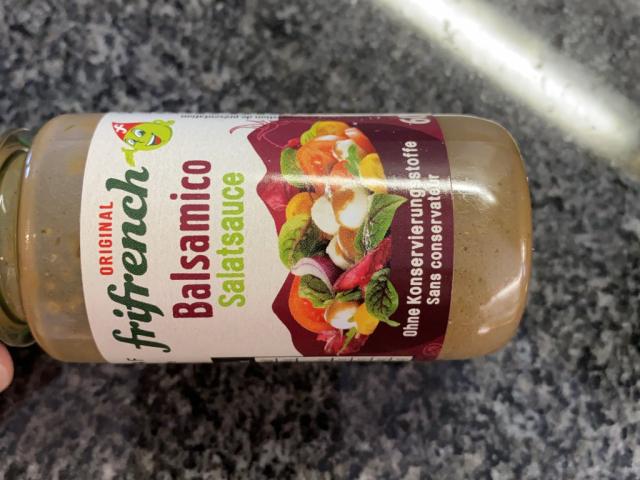 ORIGINAL
frifrench
Balsamico
Salatsauce
Ohne Konservierungsstoffe
Sans conservateur